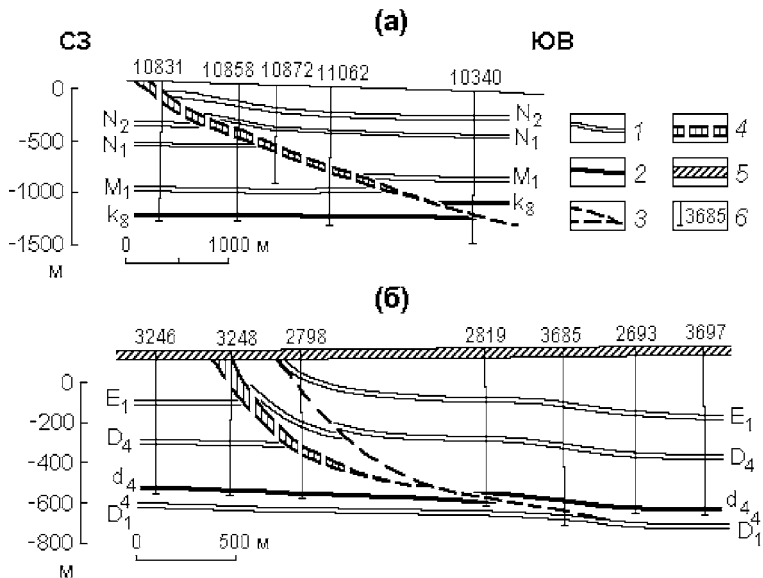 (а)
СЗ ЮВ
10831 10858 10872 11062 10340
0
-500
-1000
-1500
м
N2 N2
N1 N1
M1 M1
k8 k8
0 1000 м
1 4
2 5
3 3685 6
(б)
3246 3248 2798 2819 3685 2693 3697
0
-200
-400
-600
-800
м
E1 E1
D4 D4
d4 d4
D1^4 D1^4
0 500 м